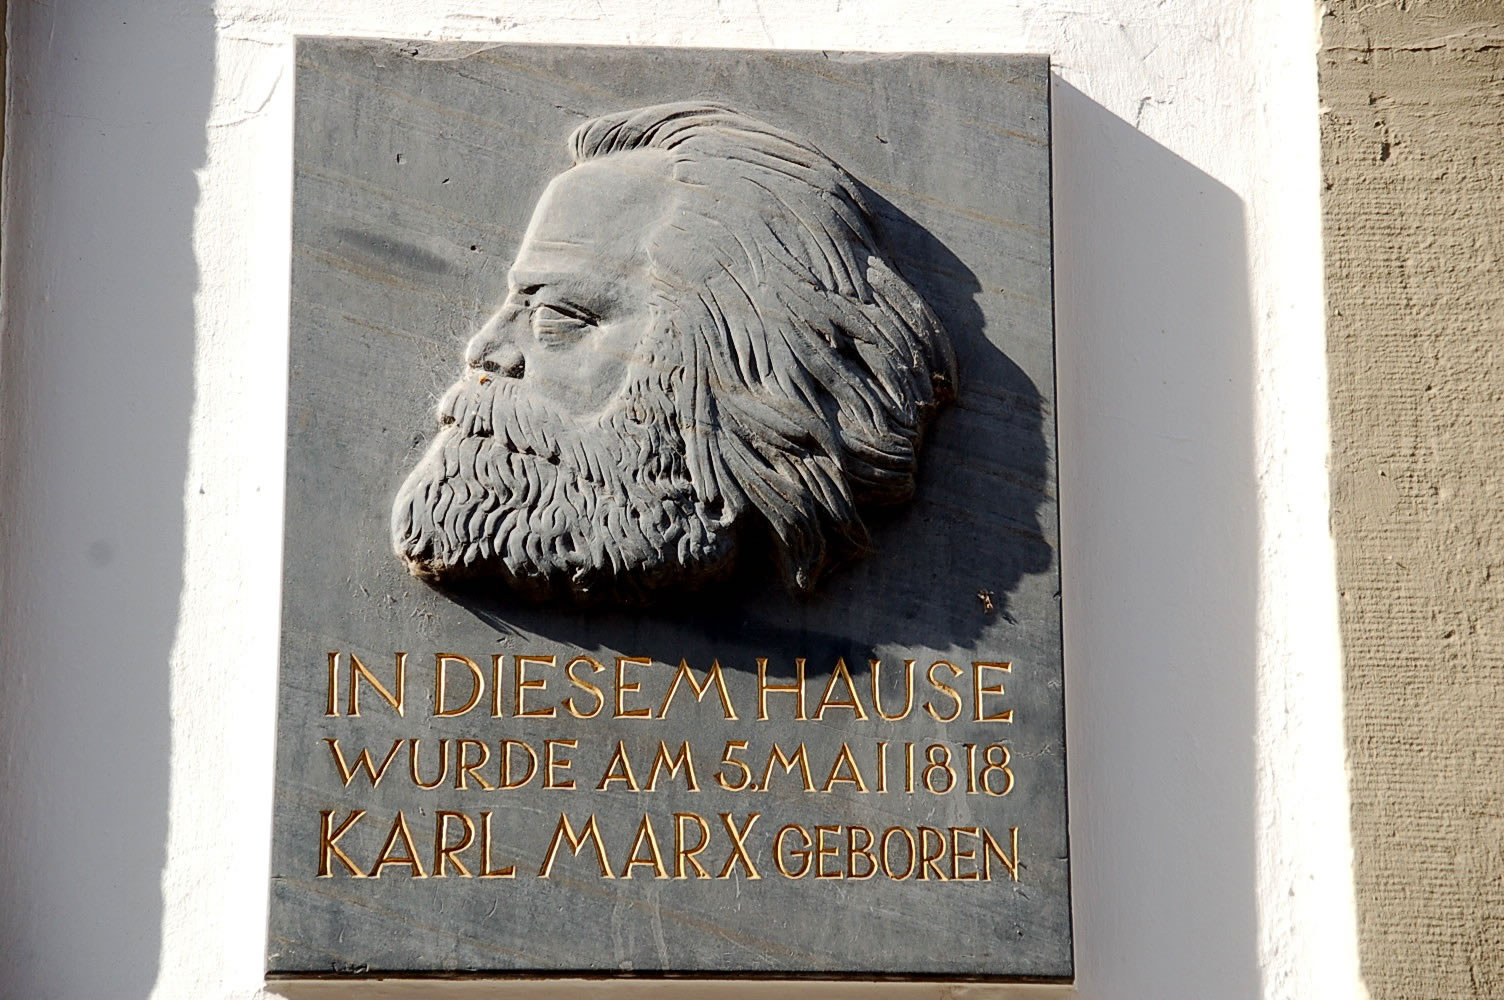 IN DIESEM HAUSE
WURDE AM 5. MAI 1818
KARL MARX GEBOREN